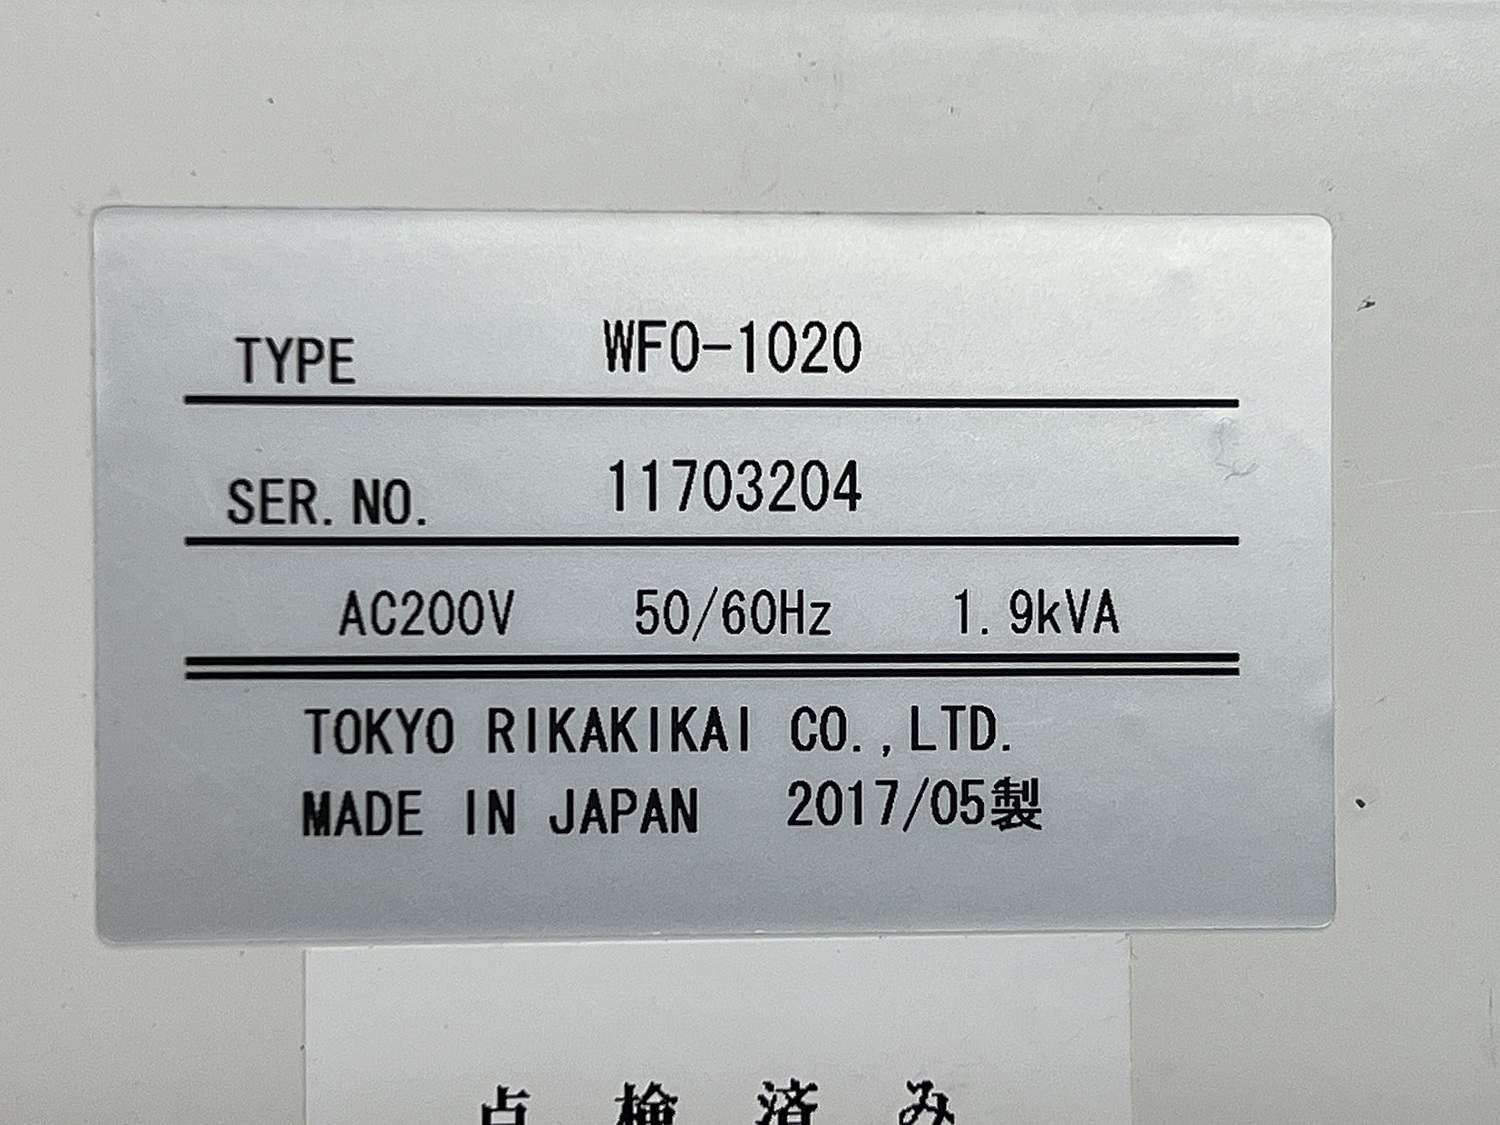 TYPE WFO-1020
SER. NO. 11703204
AC200V 50/60Hz 1.9kVA
TOKYO RIKAKIKAI CO.,LTD.
MADE IN JAPAN 2017/05製
点検済み